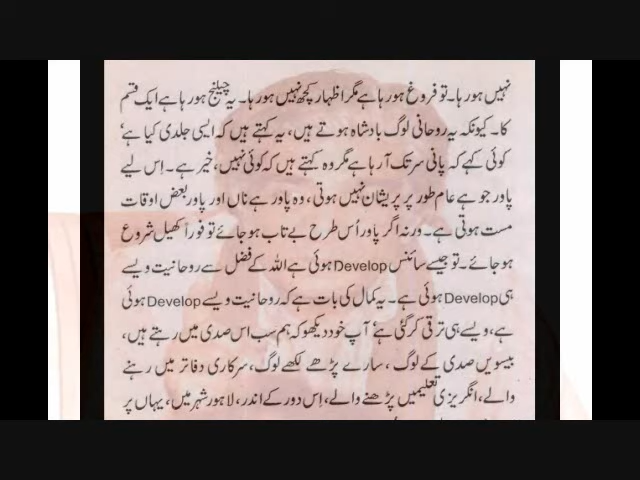 نہیں ہو رہا۔ تو فروغ ہو رہا ہے مگر اظہار کچھ نہیں ہو رہا۔ یہ چیلنج ہو رہا ہے ایک قسم
کا۔ کیونکہ یہ روحانی لوگ بادشاہ ہوتے ہیں، یہ کہتے ہیں کہ ایسی جلدی کیا ہے،
کوئی کہے کہ پانی سر تک آ رہا ہے مگر وہ کہتے ہیں کہ کوئی نہیں، خیر ہے۔ اِس لیے
پاور جو ہے عام طور پر پریشان نہیں ہوتی، وہ پاور ہے ناں اور پاور بعض اوقات
مست ہوتی ہے۔ ورنہ اگر پاور اُس طرح بے تاب ہو جائے تو فوراً کھیل شروع
ہو جائے۔ تو جیسے سائنس Develop ہوئی ہے اللہ کے فضل سے روحانیت ویسے
ہی Develop ہوئی ہے۔ یہ کمال کی بات ہے کہ روحانیت ویسے Develop ہوئی
ہے، ویسے ہی ترقی کر گئی ہے، آپ خود دیکھو کہ ہم سب اس صدی میں رہتے ہیں،
بیسویں صدی کے لوگ، سارے پڑھے لکھے لوگ، سرکاری دفاتر میں رہنے
والے، انگریزی تعلیمیں پڑھنے والے، اِس دور کے اندر، لاہور شہر میں، یہاں پر